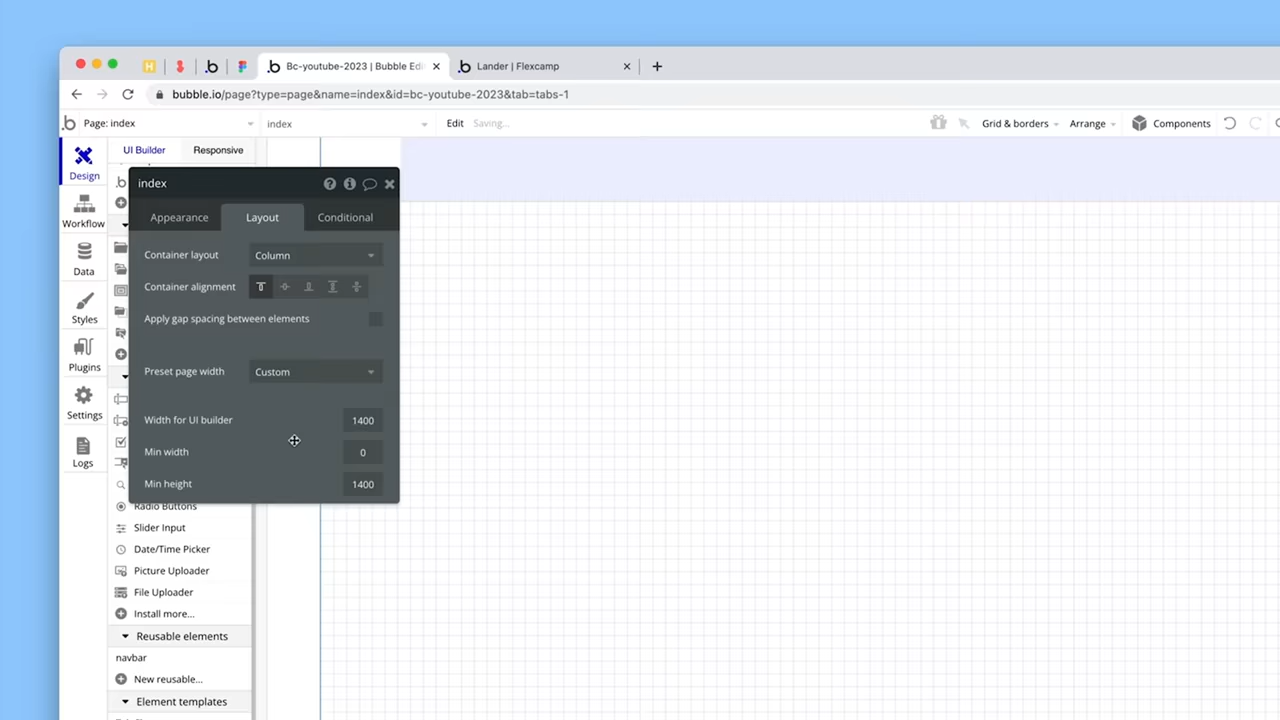 Bc-youtube-2023 | Bubble Edi
Lander | Flexcamp
bubble.io/page?type=page&name=index&id=bc-youtube-2023&tab=tabs-1
Page: index
index
Edit
Saving...
Grid & borders
Arrange
Components
UI Builder
Responsive
Design
Workflow
Data
Styles
Plugins
Settings
Logs
index
Appearance
Layout
Conditional
Container layout
Column
Container alignment
Apply gap spacing between elements
Preset page width
Custom
Width for UI builder
1400
Min width
0
Min height
1400
Radio Buttons
Slider Input
Date/Time Picker
Picture Uploader
File Uploader
Install more...
Reusable elements
navbar
New reusable...
Element templates